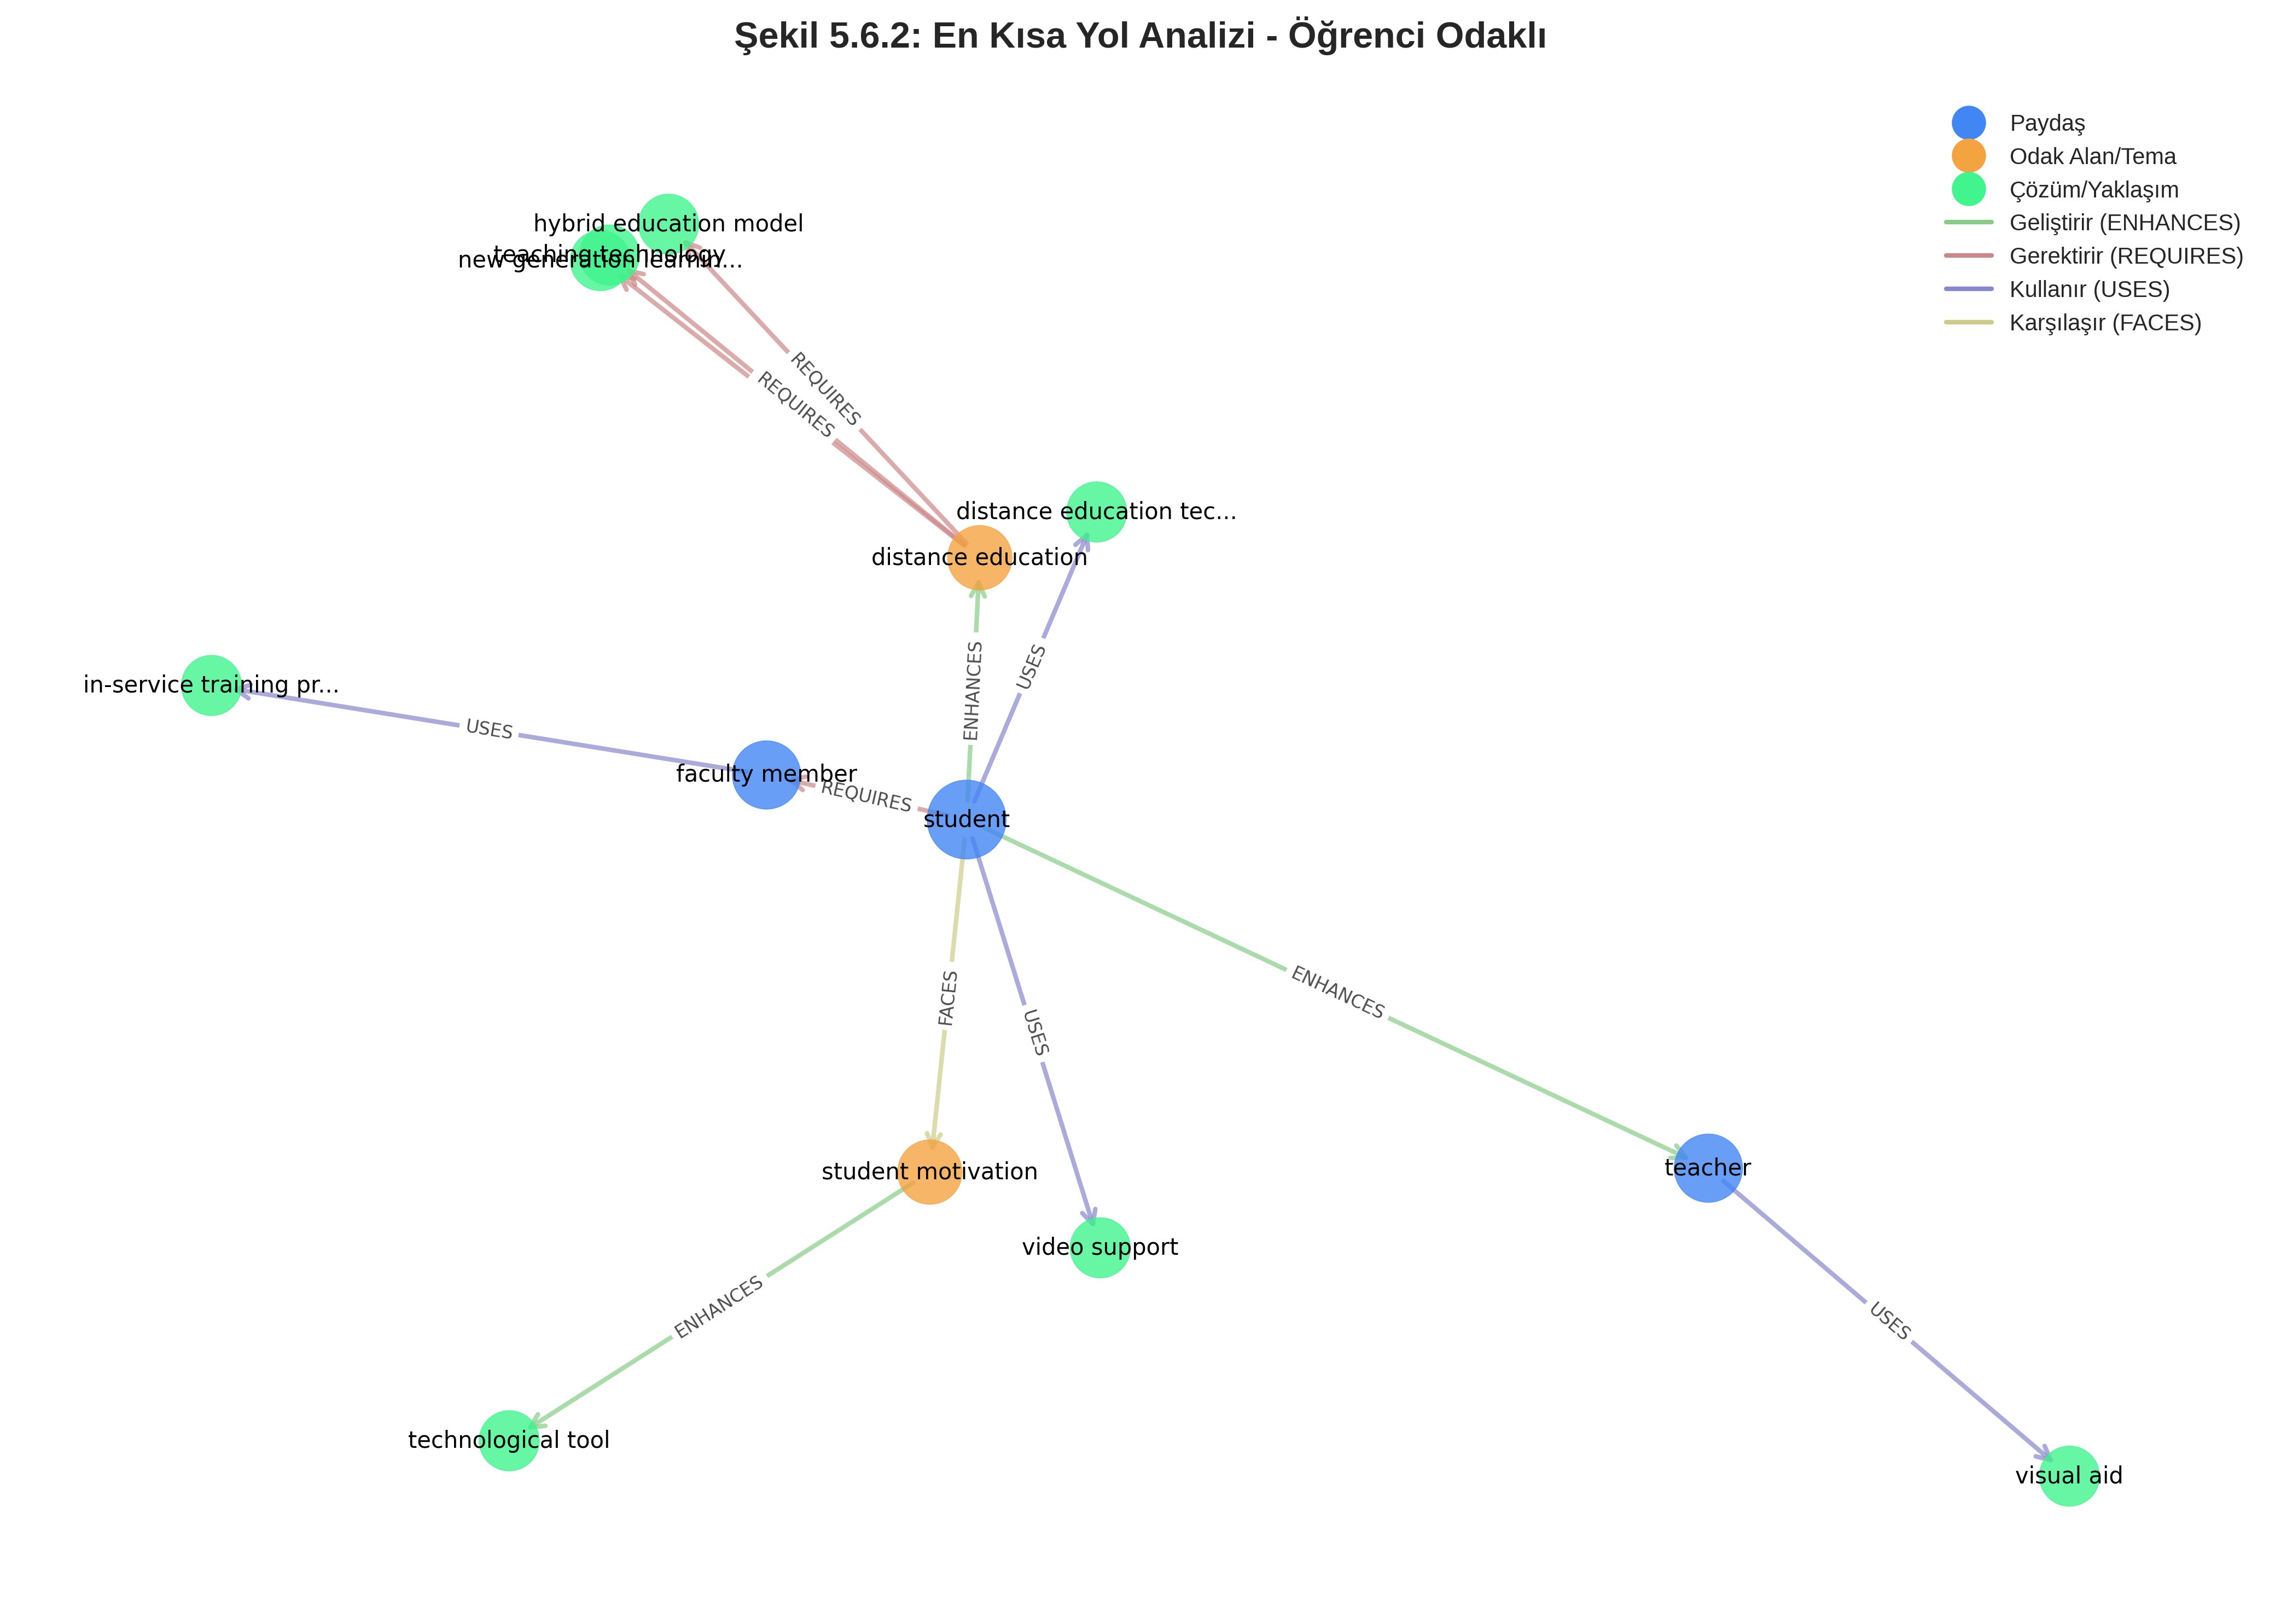 Şekil 5.6.2: En Kısa Yol Analizi - Öğrenci Odaklı
Paydaş
Odak Alan/Tema
Çözüm/Yaklaşım
Geliştirir (ENHANCES)
Gerektirir (REQUIRES)
Kullanır (USES)
Karşılaşır (FACES)
hybrid education model
teaching technology
new generation learnin...
REQUIRES
REQUIRES
distance education tec...
distance education
ENHANCES
USES
in-service training pr...
USES
faculty member
REQUIRES
student
ENHANCES
FACES
USES
student motivation
teacher
video support
ENHANCES
USES
technological tool
visual aid